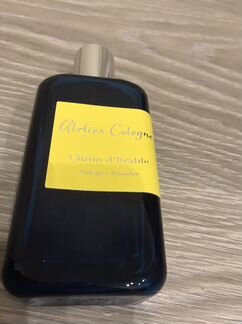 Atelier Cologne
Citron d'Erable
Cologne Absolue